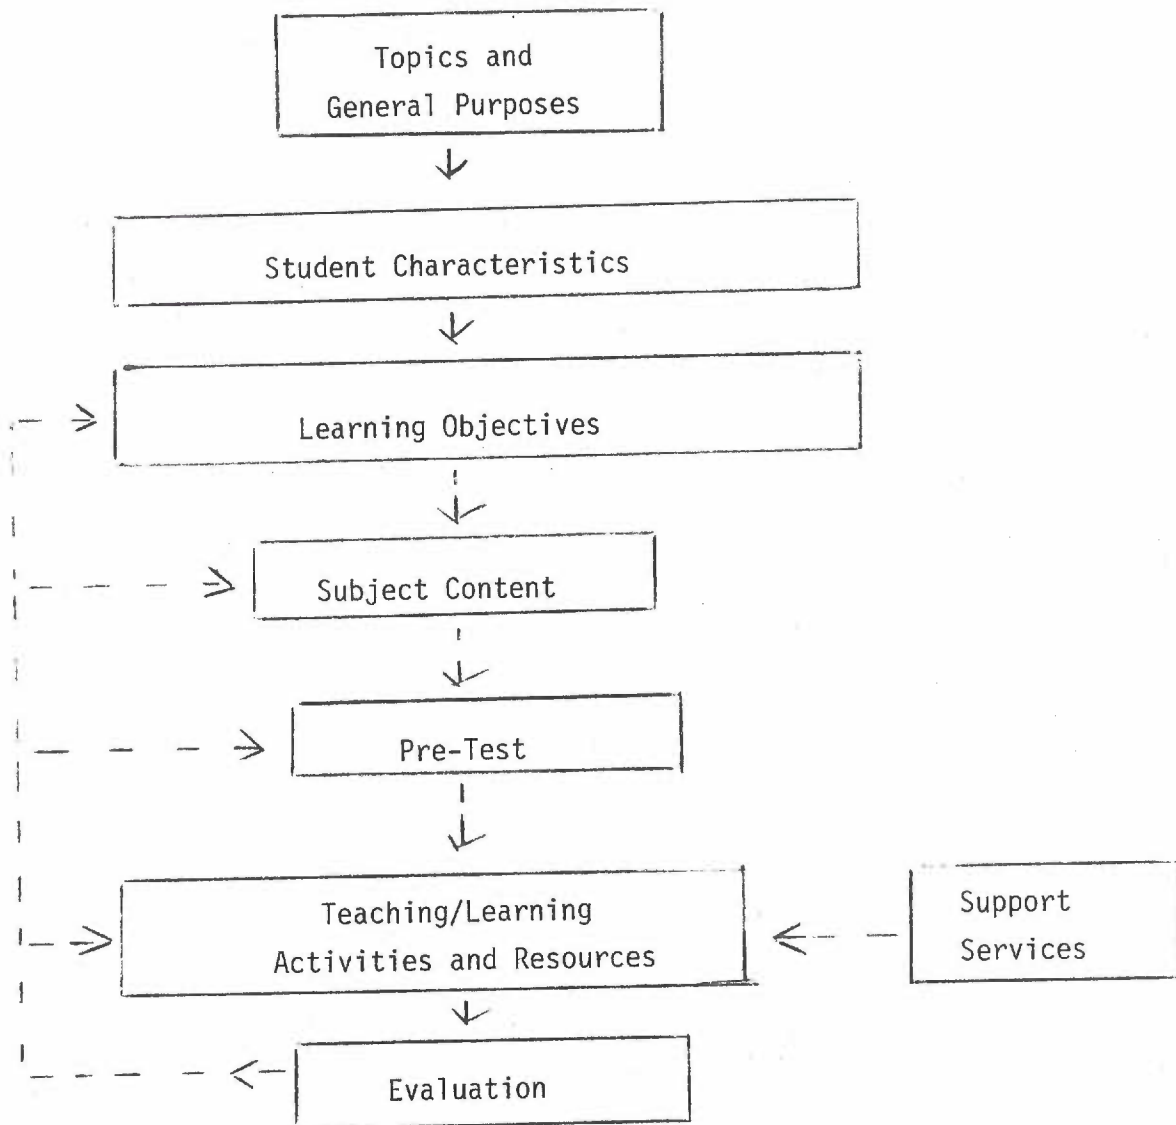 Topics and
General Purposes
Student Characteristics
Learning Objectives
Subject Content
Pre-Test
Teaching/Learning
Activities and Resources
Support
Services
Evaluation